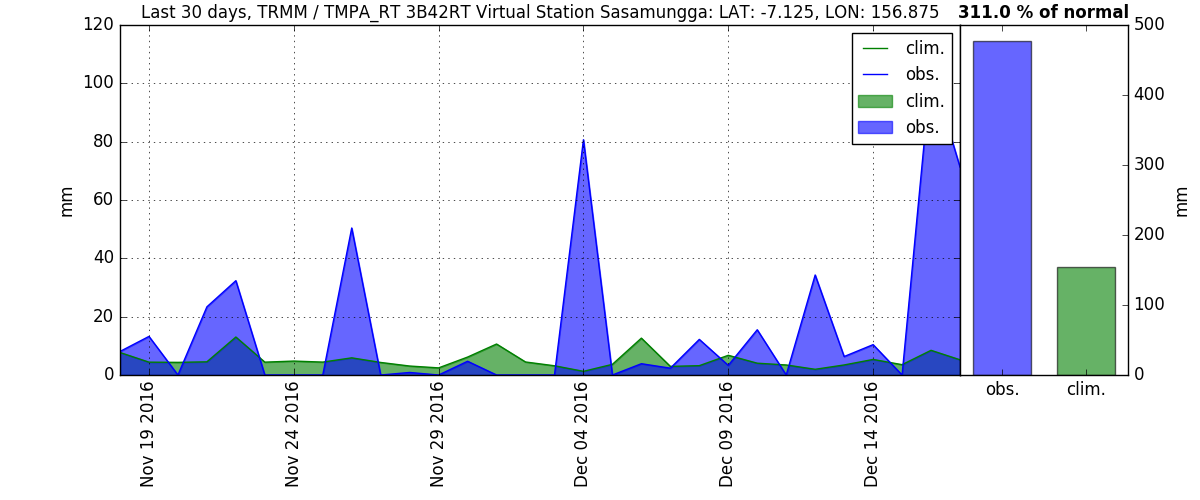 Last 30 days, TRMM / TMPA_RT 3B42RT Virtual Station Sasamungga: LAT: -7.125, LON: 156.875 311.0 % of normal
120
100
80
60
40
20
0
mm
clim.
obs.
clim.
obs.
500
400
300
200
100
0
mm
Nov 19 2016
Nov 24 2016
Nov 29 2016
Dec 04 2016
Dec 09 2016
Dec 14 2016
obs. clim.